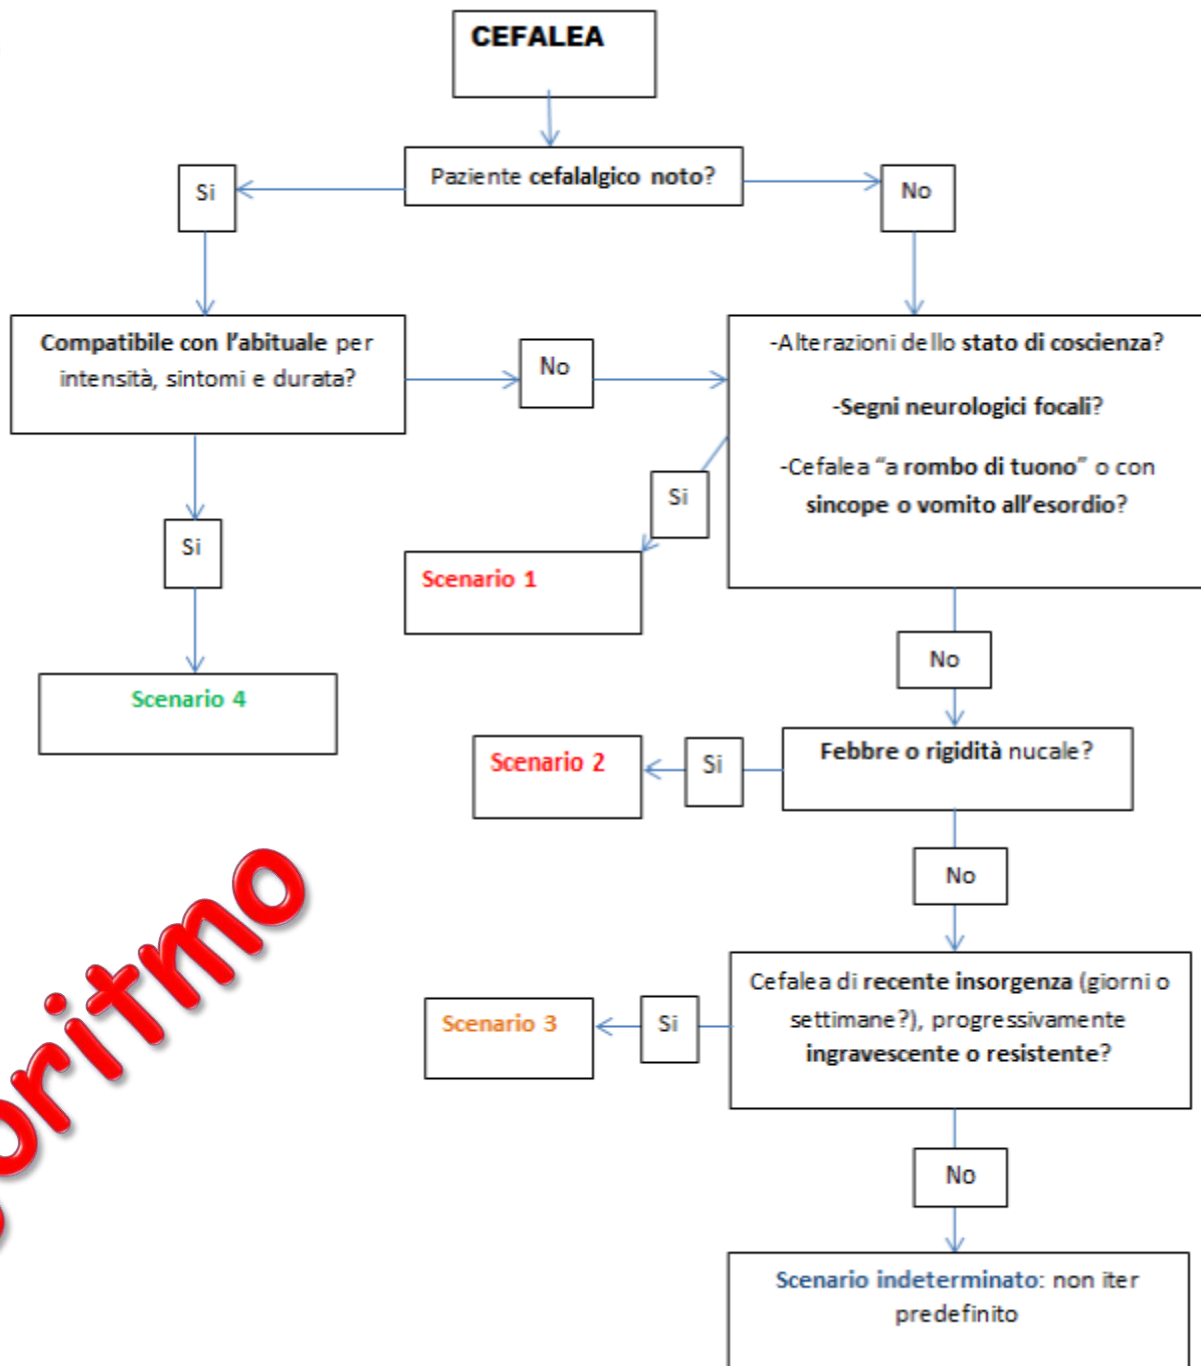 CEFALEA
Paziente cefalalgico noto?
Si
No
Compatibile con l'abituale per
intensità, sintomi e durata?
No
-Alterazioni dello stato di coscienza?
-Segni neurologici focali?
-Cefalea "a rombo di tuono" o con
sincope o vomito all'esordio?
Si
Scenario 1
Si
Scenario 4
No
Febbre o rigidità nucale?
Si
Scenario 2
No
Cefalea di recente insorgenza (giorni o
settimane?), progressivamente
ingravescente o resistente?
Si
Scenario 3
No
Scenario indeterminato: non iter
predefinito
oritmo